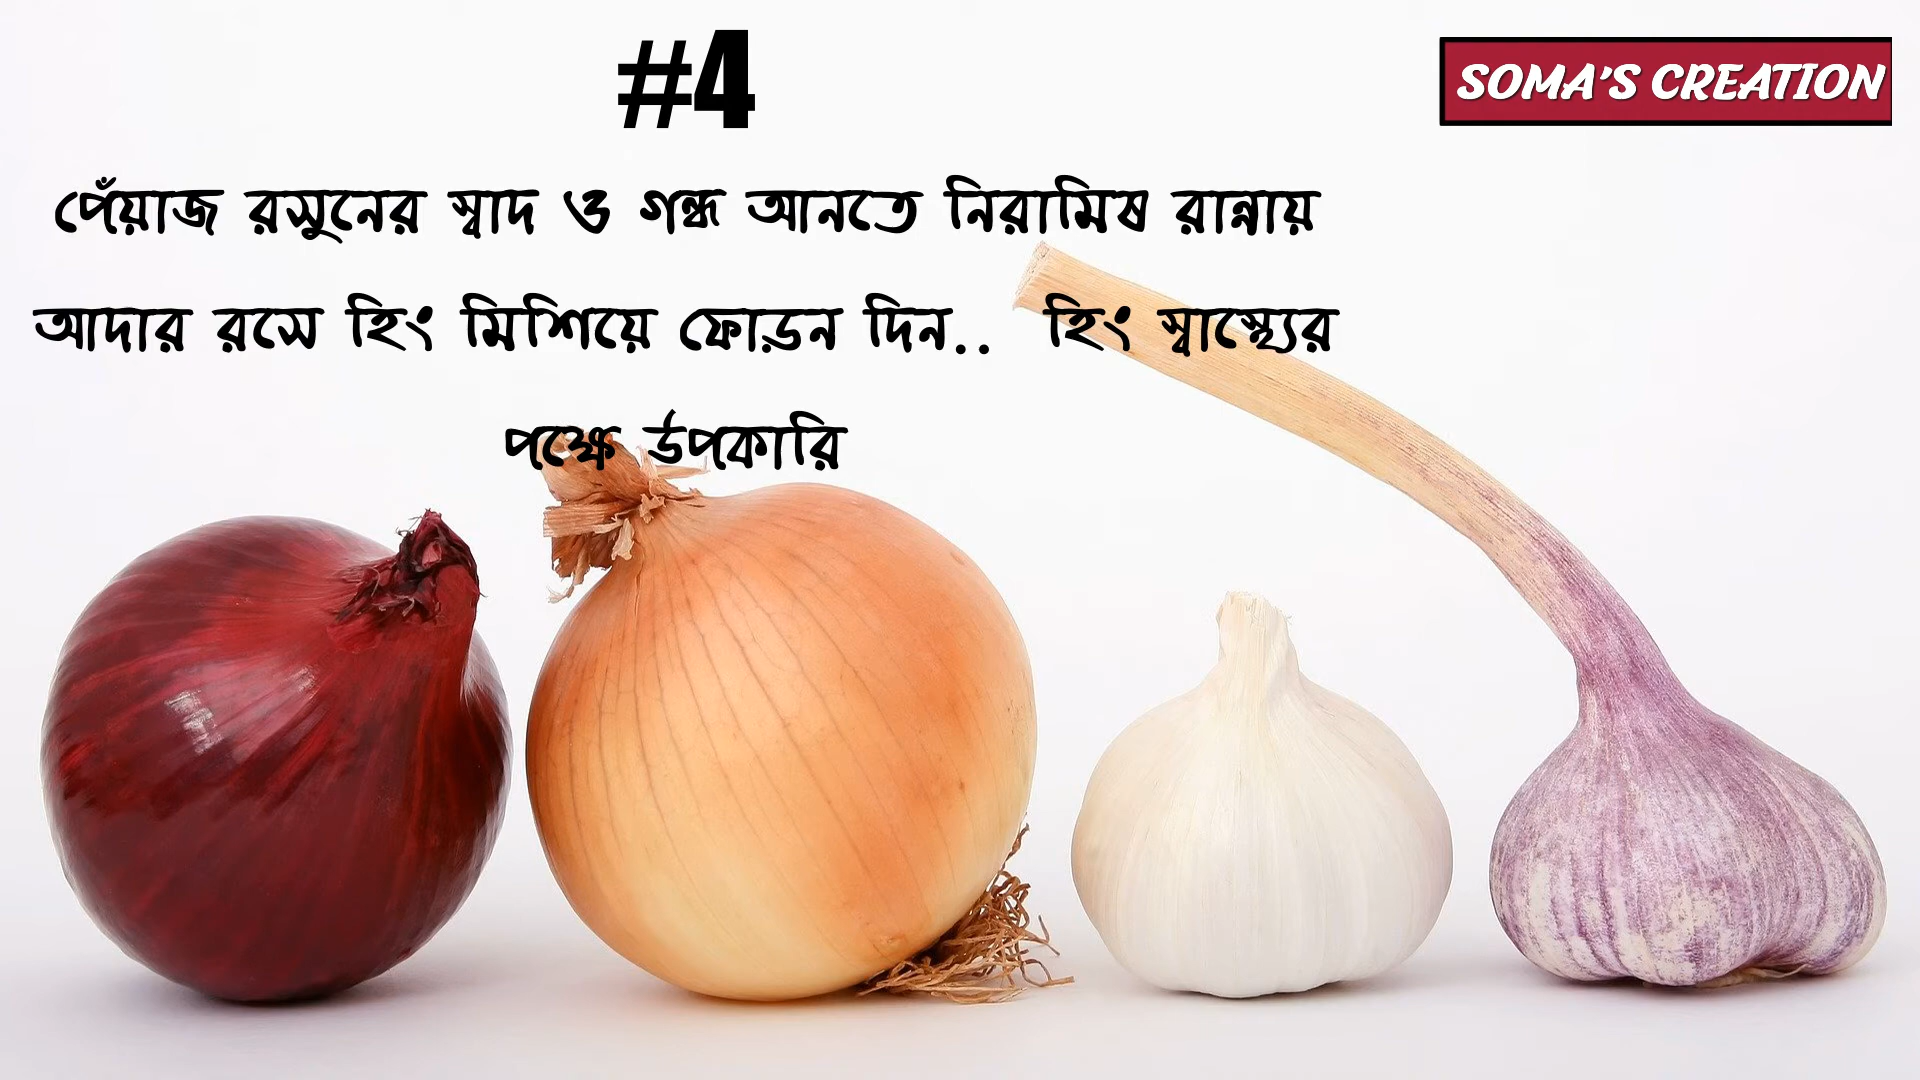 #4
SOMA'S CREATION
পেঁয়াজ রসুনের স্বাদ ও গন্ধ আনতে নিরামিষ রান্নায়
আদার রসে হিং মিশিয়ে ফোড়ন দিন.. হিং স্বাস্থ্যের
পক্ষে উপকারি